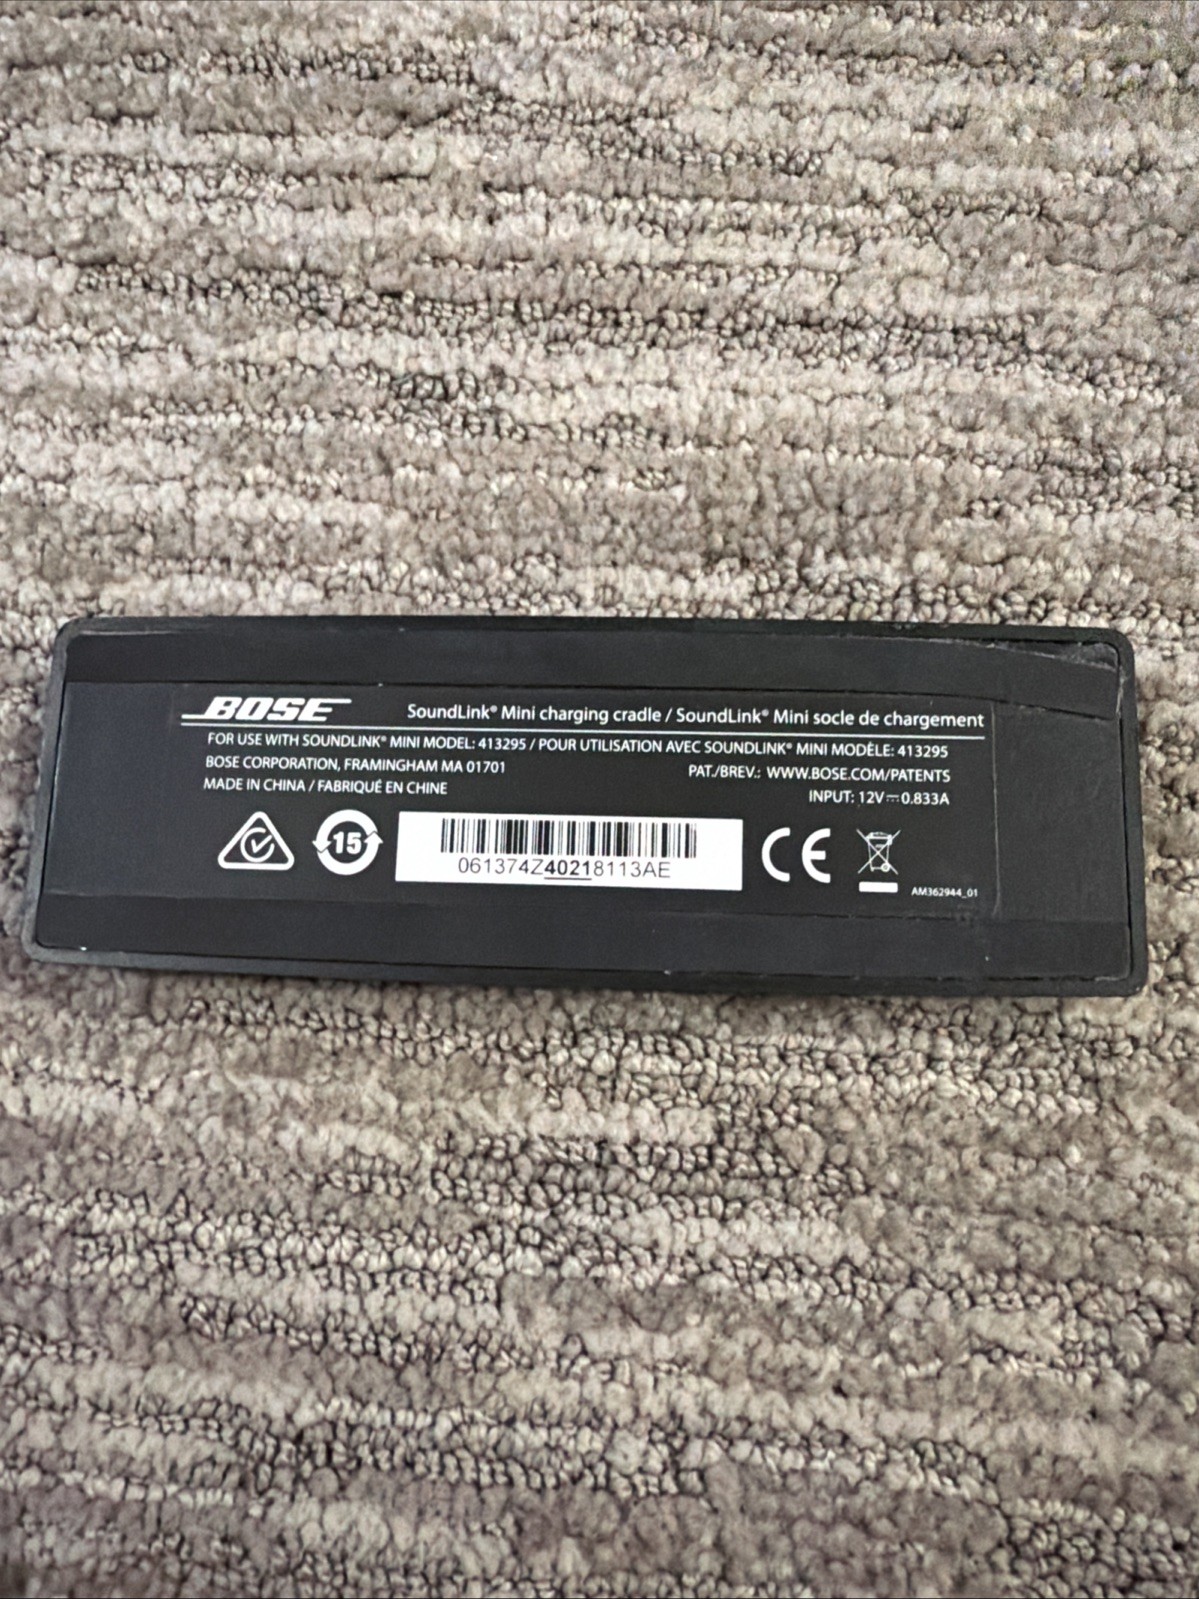 BOSE SoundLink® Mini charging cradle / SoundLink® Mini socle de chargement
FOR USE WITH SOUNDLINK® MINI MODEL: 413295 / POUR UTILISATION AVEC SOUNDLINK® MINI MODÈLE: 413295
BOSE CORPORATION, FRAMINGHAM MA 01701 PAT./BREV.: WWW.BOSE.COM/PATENTS
MADE IN CHINA / FABRIQUÉ EN CHINE INPUT: 12V⎓0.833A
15 061374Z40218113AE CE AM362944_01